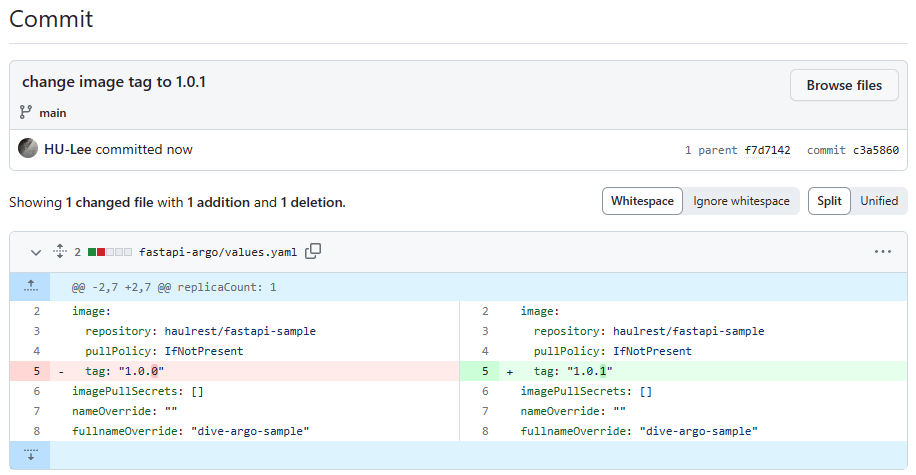 Commit
change image tag to 1.0.1
Browse files
main
HU-Lee committed now
1 parent f7d7142 commit c3a5860
Showing 1 changed file with 1 addition and 1 deletion.
Whitespace Ignore whitespace Split Unified
2 fastapi-argo/values.yaml
@@ -2,7 +2,7 @@ replicaCount: 1
2 image: 2 image:
3 repository: haulrest/fastapi-sample 3 repository: haulrest/fastapi-sample
4 pullPolicy: IfNotPresent 4 pullPolicy: IfNotPresent
5 - tag: "1.0.0" 5 + tag: "1.0.1"
6 imagePullSecrets: [] 6 imagePullSecrets: []
7 nameOverride: "" 7 nameOverride: ""
8 fullnameOverride: "dive-argo-sample" 8 fullnameOverride: "dive-argo-sample"